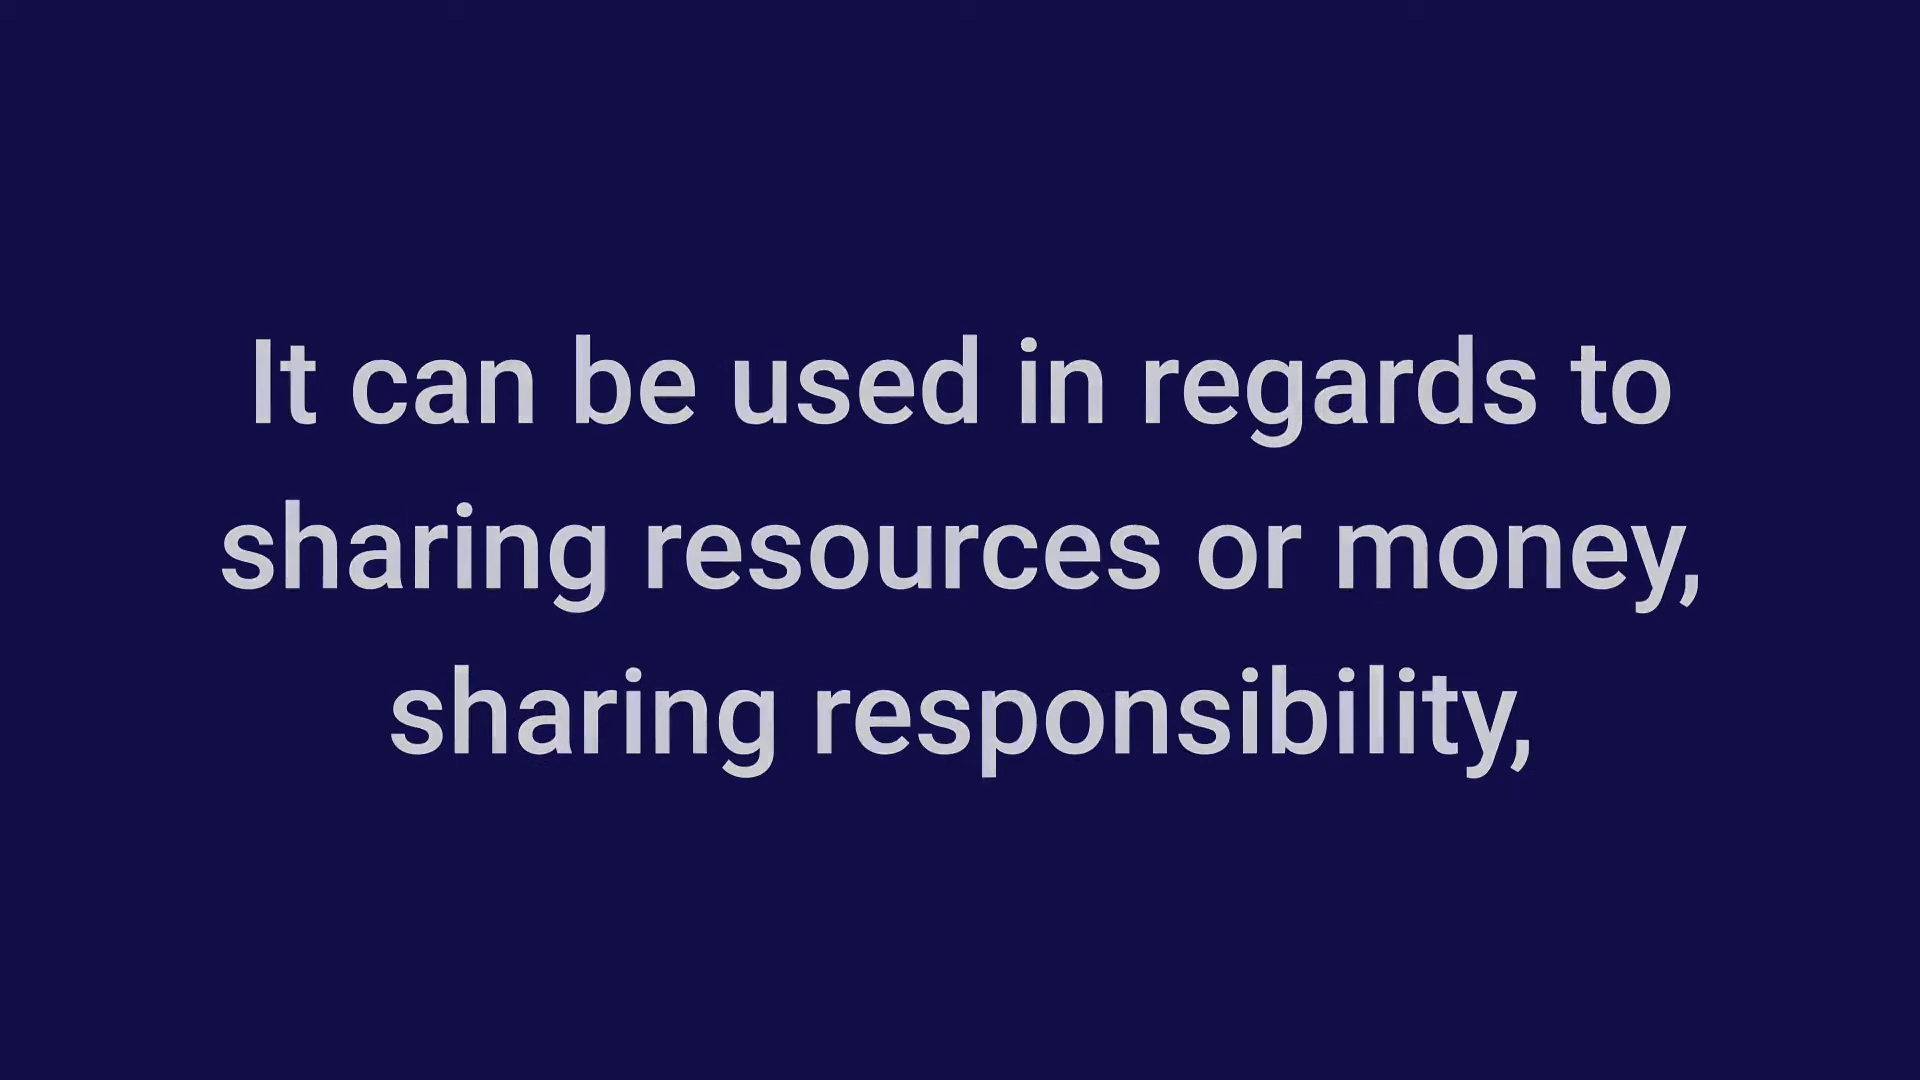 It can be used in regards to
sharing resources or money,
sharing responsibility,